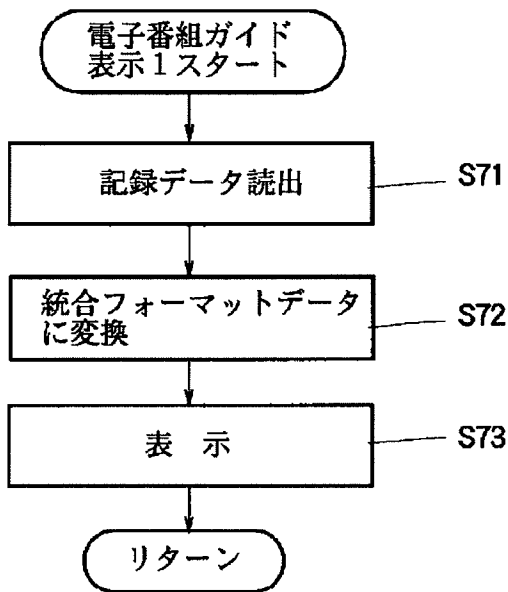 電子番組ガイド
表示1スタート
記録データ読出
S71
統合フォーマットデータ
に変換
S72
表 示
S73
リターン